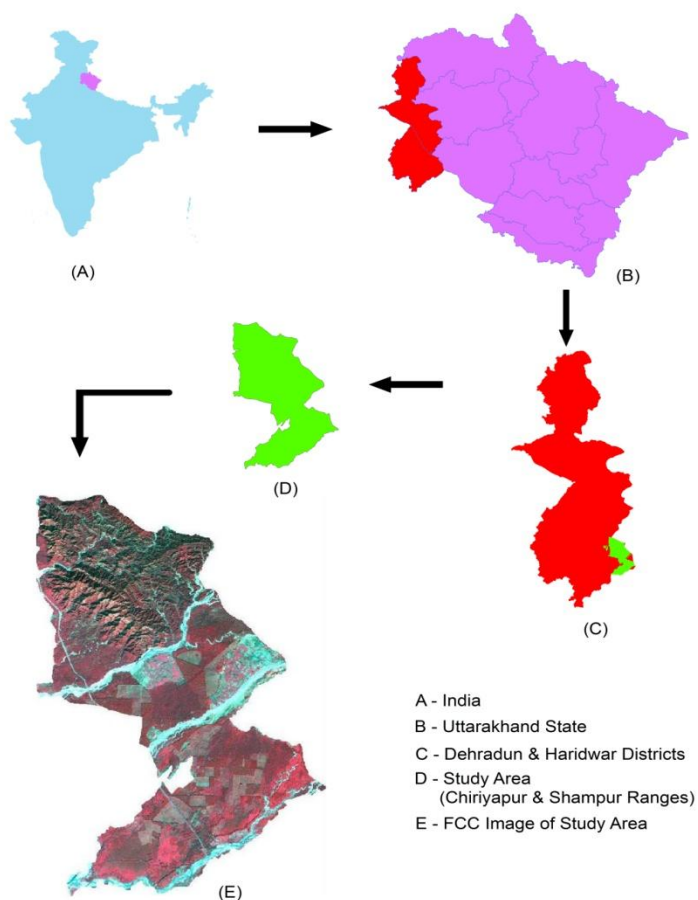 (A)
(B)
(D)
(C)
A - India
B - Uttarakhand State
C - Dehradun & Haridwar Districts
D - Study Area
(Chiriyapur & Shampur Ranges)
E - FCC Image of Study Area
(E)